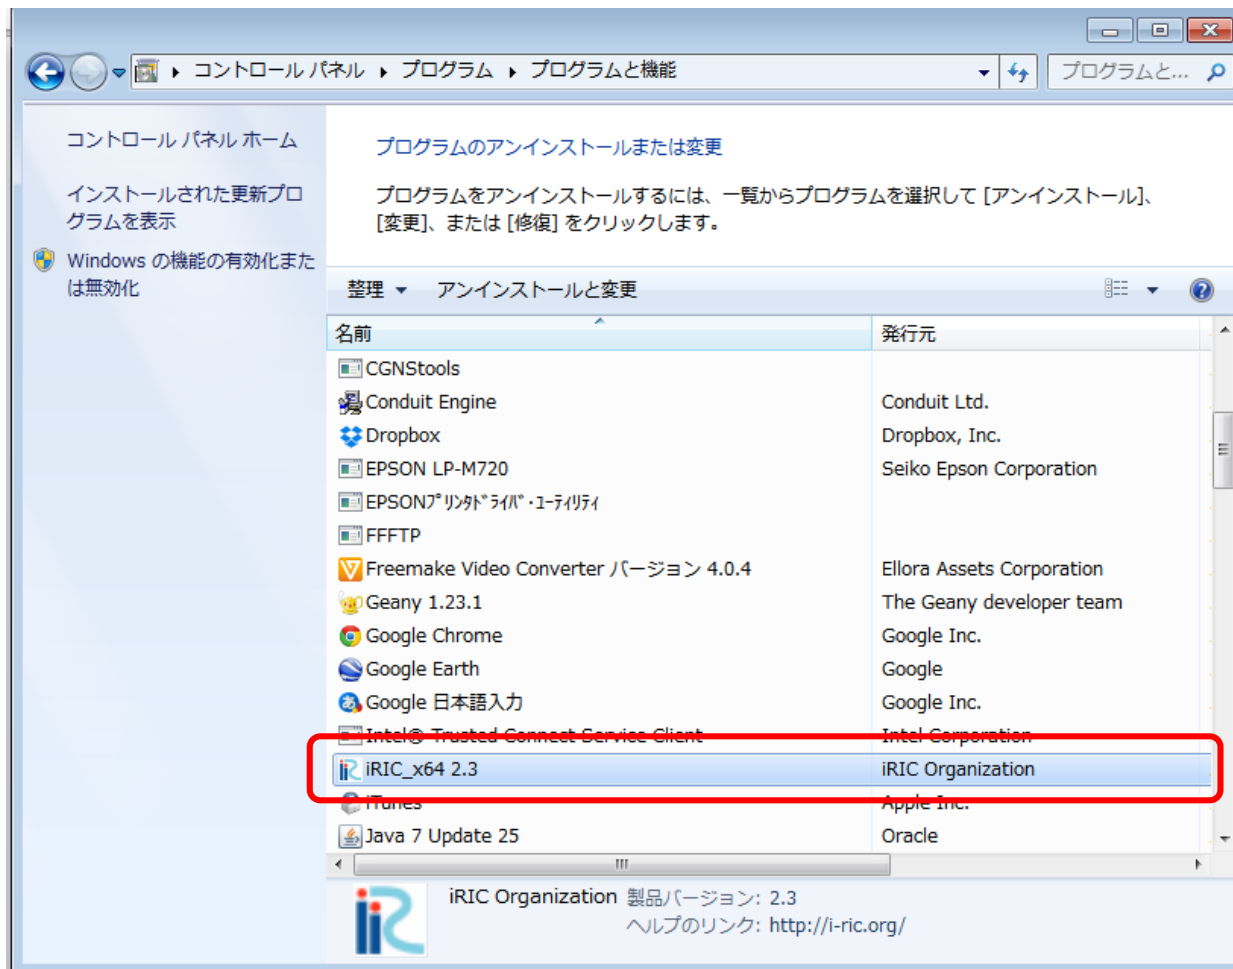 コントロール パネル ▸ プログラム ▸ プログラムと機能
プログラムと...
コントロール パネル ホーム
インストールされた更新プロ
グラムを表示
Windows の機能の有効化また
は無効化
プログラムのアンインストールまたは変更
プログラムをアンインストールするには、一覧からプログラムを選択して [アンインストール]、
[変更]、または [修復] をクリックします。
整理 アンインストールと変更
名前 発行元
CGNStools
Conduit Engine Conduit Ltd.
Dropbox Dropbox, Inc.
EPSON LP-M720 Seiko Epson Corporation
EPSONﾌﾟﾘﾝﾀﾄﾞﾗｲﾊﾞ･ﾕｰﾃｨﾘﾃｨ
FFFTP
Freemake Video Converter バージョン 4.0.4 Ellora Assets Corporation
Geany 1.23.1 The Geany developer team
Google Chrome Google Inc.
Google Earth Google
Google 日本語入力 Google Inc.
Intel® Trusted Connect Service Client Intel Corporation
iRIC_x64 2.3 iRIC Organization
iTunes Apple Inc.
Java 7 Update 25 Oracle
iRIC Organization 製品バージョン: 2.3
ヘルプのリンク: http://i-ric.org/